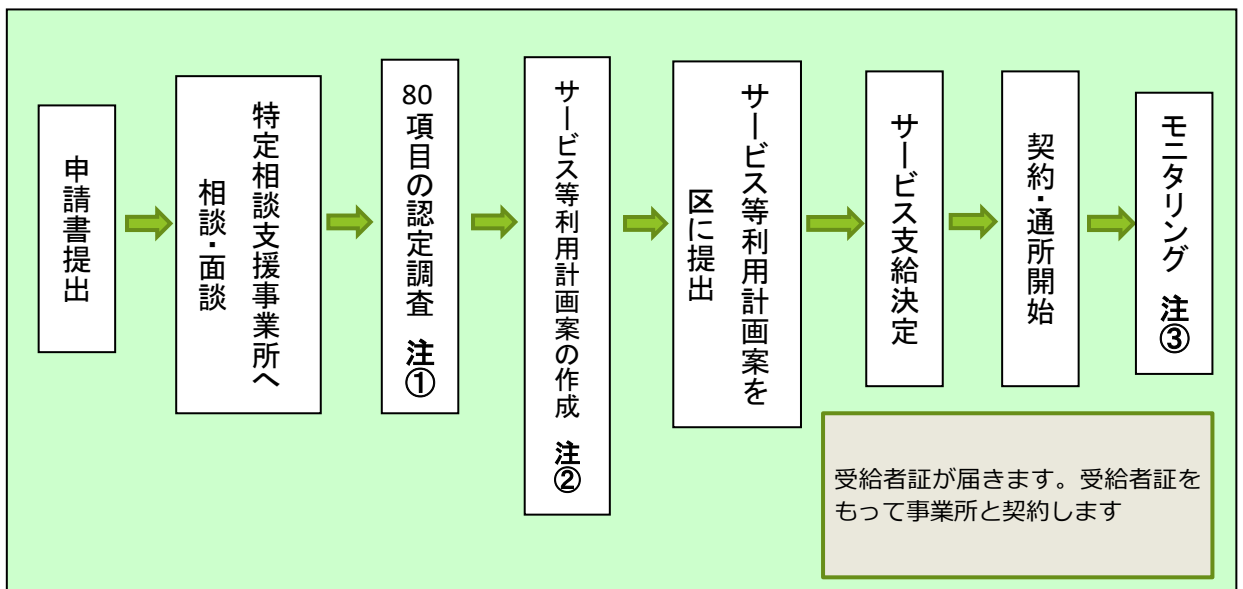 申請書提出
特定相談支援事業所へ
相談・面談
80項目の認定調査 注①
サービス等利用計画案の作成 注②
サービス等利用計画案を
区に提出
サービス支給決定
契約・通所開始
モニタリング 注③
受給者証が届きます。受給者証を
もって事業所と契約します